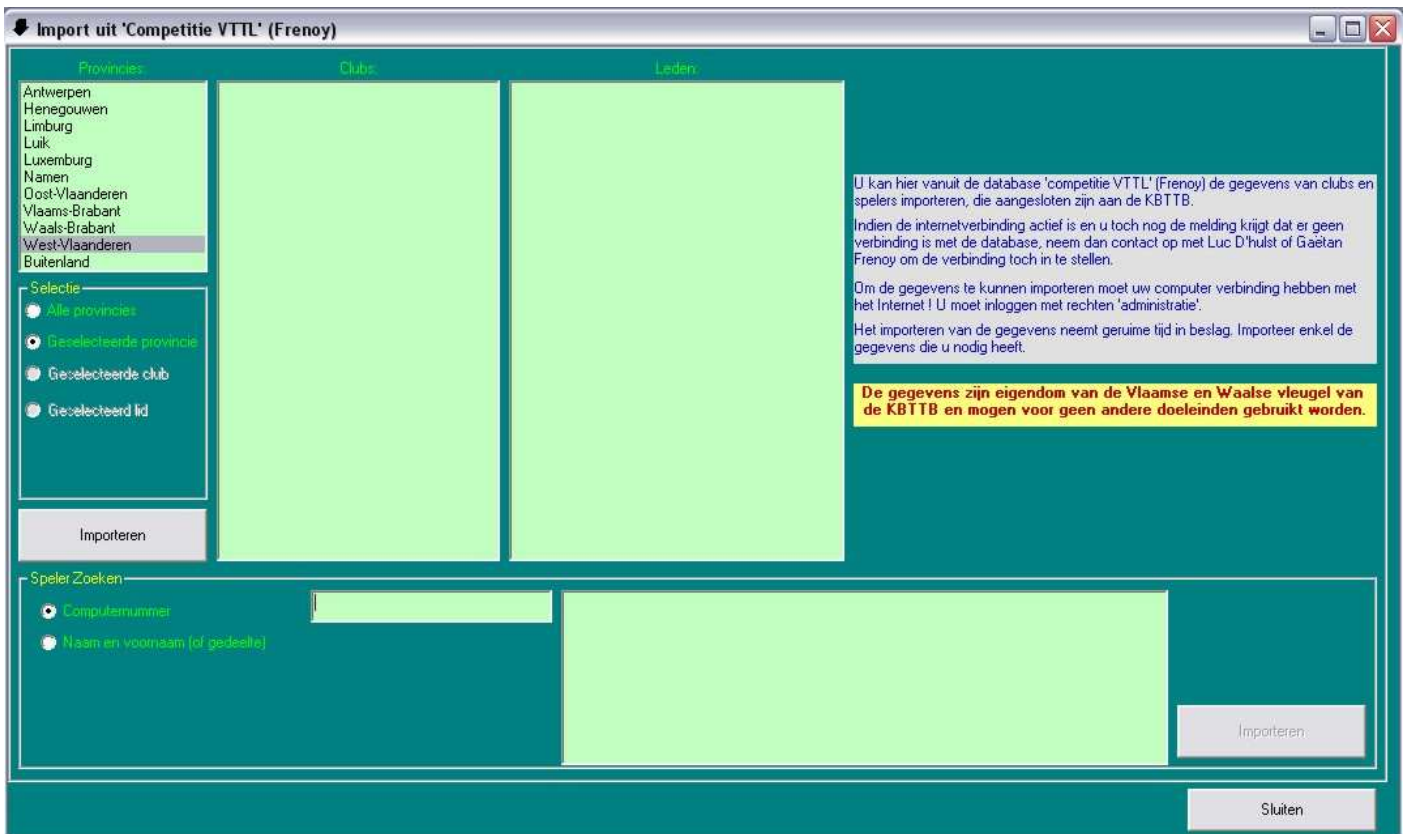 Import uit 'Competitie VTTL' (Frenoy)
Provincies:
Clubs:
Leden:
Antwerpen
Henegouwen
Limburg
Luik
Luxemburg
Namen
Oost-Vlaanderen
Vlaams-Brabant
Waals-Brabant
West-Vlaanderen
Buitenland
Selectie
Alle provincies
Geselecteerde provincie
Geselecteerde club
Geselecteerd lid
Importeren
U kan hier vanuit de database 'competitie VTTL' (Frenoy) de gegevens van clubs en
spelers importeren, die aangesloten zijn aan de KBTTB.
Indien de internetverbinding actief is en u toch nog de melding krijgt dat er geen
verbinding is met de database, neem dan contact op met Luc D'hulst of Gaëtan
Frenoy om de verbinding toch in te stellen.
Om de gegevens te kunnen importeren moet uw computer verbinding hebben met
het Internet ! U moet inloggen met rechten 'administratie'.
Het importeren van de gegevens neemt geruime tijd in beslag. Importeer enkel de
gegevens die u nodig heeft.
De gegevens zijn eigendom van de Vlaamse en Waalse vleugel van
de KBTTB en mogen voor geen andere doeleinden gebruikt worden.
Speler Zoeken
Computernummer
Naam en voornaam (of gedeelte)
Importeren
Sluiten